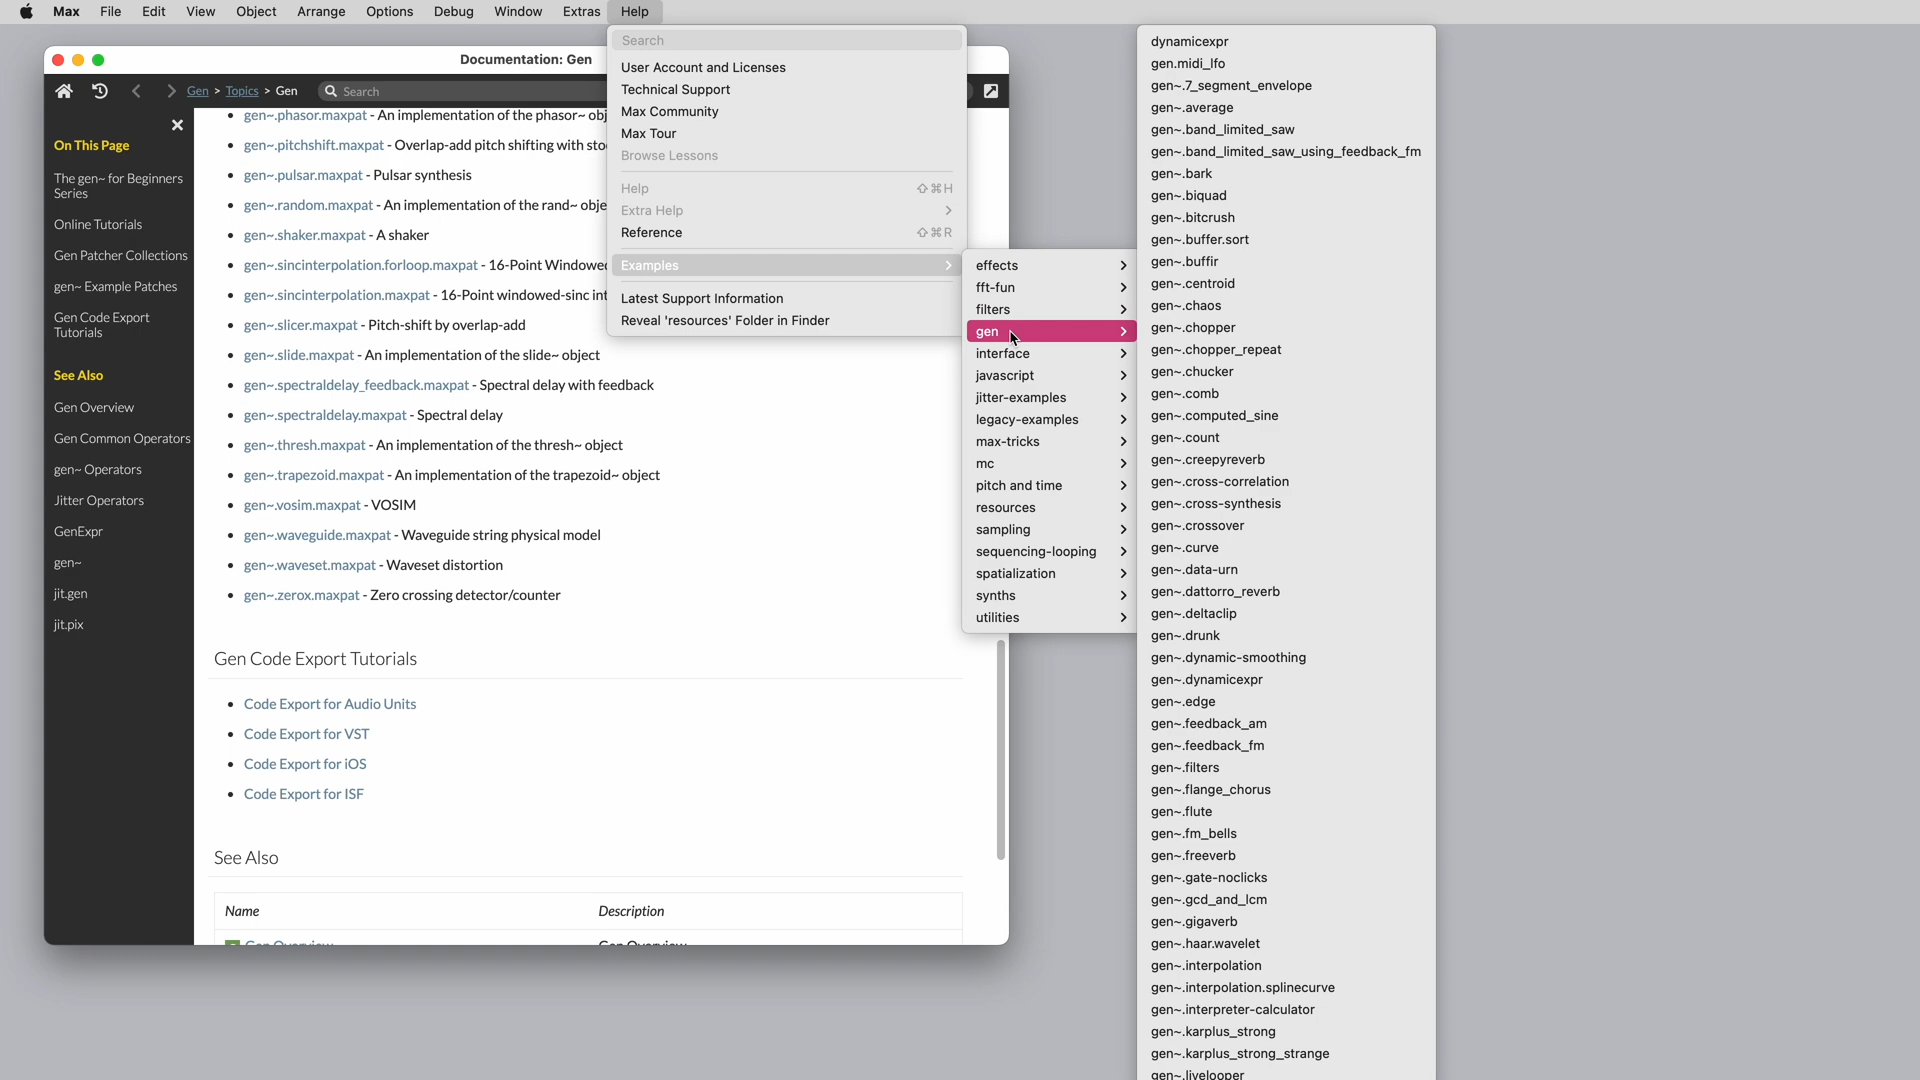 Max File Edit View Object Arrange Options Debug Window Extras Help
Documentation: Gen
Gen > Topics > Gen
Search
On This Page
The gen~ for Beginners
Series
Online Tutorials
Gen Patcher Collections
gen~ Example Patches
Gen Code Export
Tutorials
See Also
Gen Overview
Gen Common Operators
gen~ Operators
Jitter Operators
GenExpr
gen~
jit.gen
jit.pix
gen~.phasor.maxpat - An implementation of the phasor~
gen~.pitchshift.maxpat - Overlap-add pitch shifting with
gen~.pulsar.maxpat - Pulsar synthesis
gen~.random.maxpat - An implementation of the rand~
gen~.shaker.maxpat - A shaker
gen~.sincinterpolation.forloop.maxpat - 16-Point
gen~.sincinterpolation.maxpat - 16-Point windowed-sinc
gen~.slicer.maxpat - Pitch-shift by overlap-add
gen~.slide.maxpat - An implementation of the slide~ object
gen~.spectraldelay_feedback.maxpat - Spectral delay with feedback
gen~.spectraldelay.maxpat - Spectral delay
gen~.thresh.maxpat - An implementation of the thresh~ object
gen~.trapezoid.maxpat - An implementation of the trapezoid~ object
gen~.vosim.maxpat - VOSIM
gen~.waveguide.maxpat - Waveguide string physical model
gen~.waveset.maxpat - Waveset distortion
gen~.zerox.maxpat - Zero crossing detector/counter
Gen Code Export Tutorials
Code Export for Audio Units
Code Export for VST
Code Export for iOS
Code Export for ISF
See Also
Name Description
Gen Overview Gen Overview
Search
User Account and Licenses
Technical Support
Max Community
Max Tour
Browse Lessons
Help ⇧⌘H
Extra Help
Reference ⇧⌘R
Examples
Latest Support Information
Reveal 'resources' Folder in Finder
effects
fft-fun
filters
gen
interface
javascript
jitter-examples
legacy-examples
max-tricks
mc
pitch and time
resources
sampling
sequencing-looping
spatialization
synths
utilities
dynamicexpr
gen.midi_lfo
gen~.7_segment_envelope
gen~.average
gen~.band_limited_saw
gen~.band_limited_saw_using_feedback_fm
gen~.bark
gen~.biquad
gen~.bitcrush
gen~.buffer.sort
gen~.buffir
gen~.centroid
gen~.chaos
gen~.chopper
gen~.chopper_repeat
gen~.chucker
gen~.comb
gen~.computed_sine
gen~.count
gen~.creepyreverb
gen~.cross-correlation
gen~.cross-synthesis
gen~.crossover
gen~.curve
gen~.data-urn
gen~.dattorro_reverb
gen~.deltaclip
gen~.drunk
gen~.dynamic-smoothing
gen~.dynamicexpr
gen~.edge
gen~.feedback_am
gen~.feedback_fm
gen~.filters
gen~.flange_chorus
gen~.flute
gen~.fm_bells
gen~.freeverb
gen~.gate-noclicks
gen~.gcd_and_lcm
gen~.gigaverb
gen~.haar.wavelet
gen~.interpolation
gen~.interpolation.splinecurve
gen~.interpreter-calculator
gen~.karplus_strong
gen~.karplus_strong_strange
gen~.livelooper